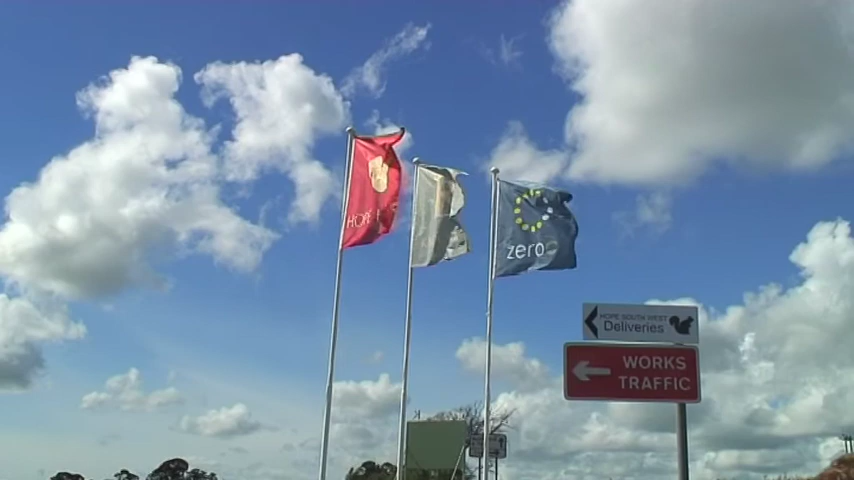 HOPE
zero
HOPE SOUTH WEST
Deliveries
WORKS
TRAFFIC